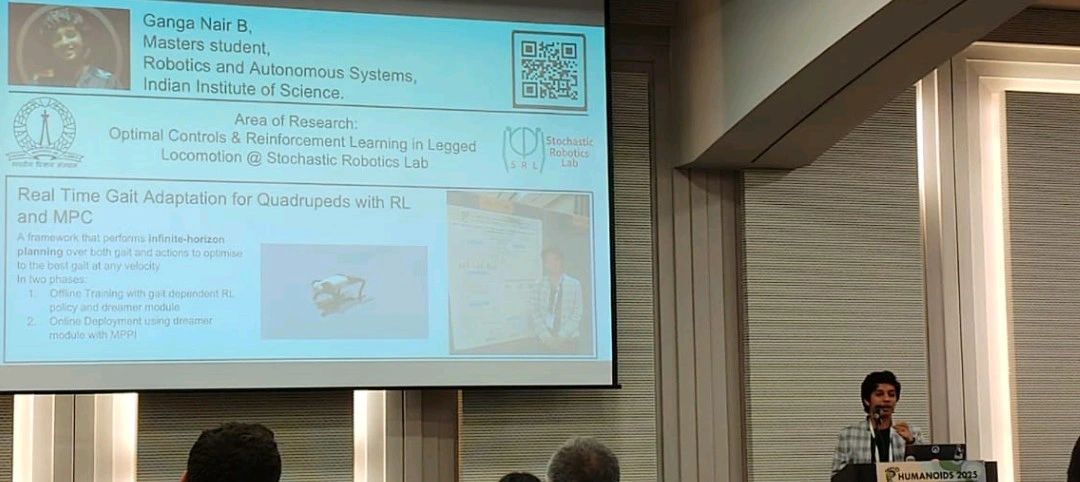 Ganga Nair B,
Masters student,
Robotics and Autonomous Systems,
Indian Institute of Science.
Area of Research:
Optimal Controls & Reinforcement Learning in Legged
Locomotion @ Stochastic Robotics Lab
S R L
Stochastic
Robotics
Lab
Real Time Gait Adaptation for Quadrupeds with RL
and MPC
A framework that performs infinite-horizon
planning over both gait and actions to optimise
to the best gait at any velocity
In two phases:
1. Offline Training with gait dependent RL
policy and dreamer module
2. Online Deployment using dreamer
module with MPPI
HUMANOIDS 2025